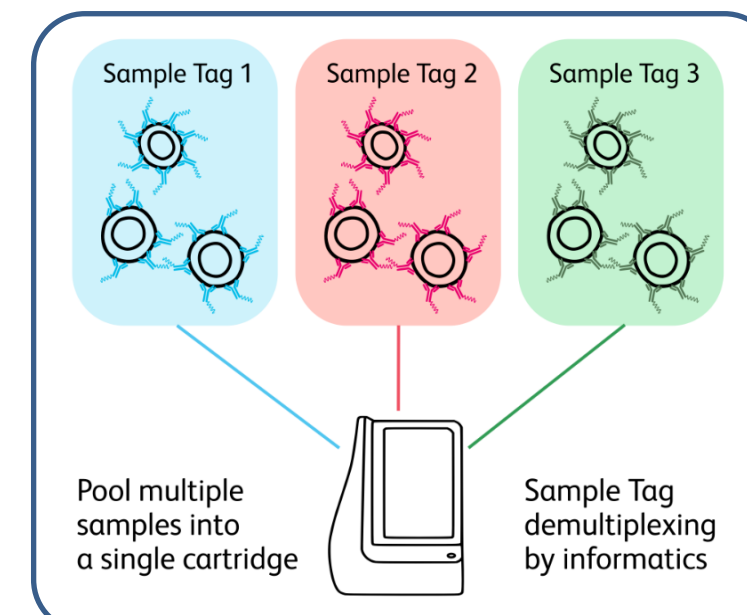 Sample Tag 1
Sample Tag 2
Sample Tag 3
Pool multiple
samples into
a single cartridge
Sample Tag
demultiplexing
by informatics